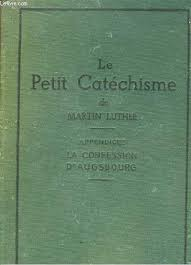 Le
Petit Catéchisme
de
MARTIN LUTHER
APPENDICE:
LA CONFESSION
D'AUGSBOURG